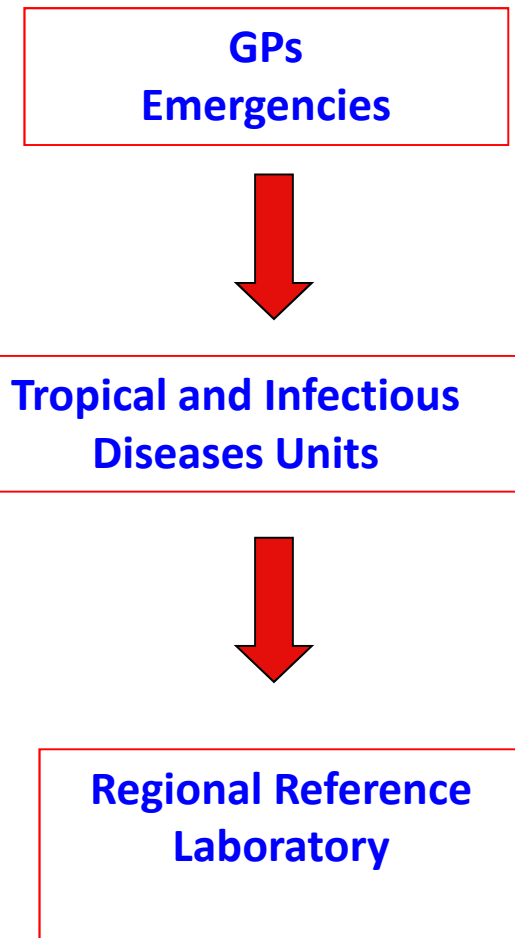 GPs
Emergencies
Tropical and Infectious
Diseases Units
Regional Reference
Laboratory